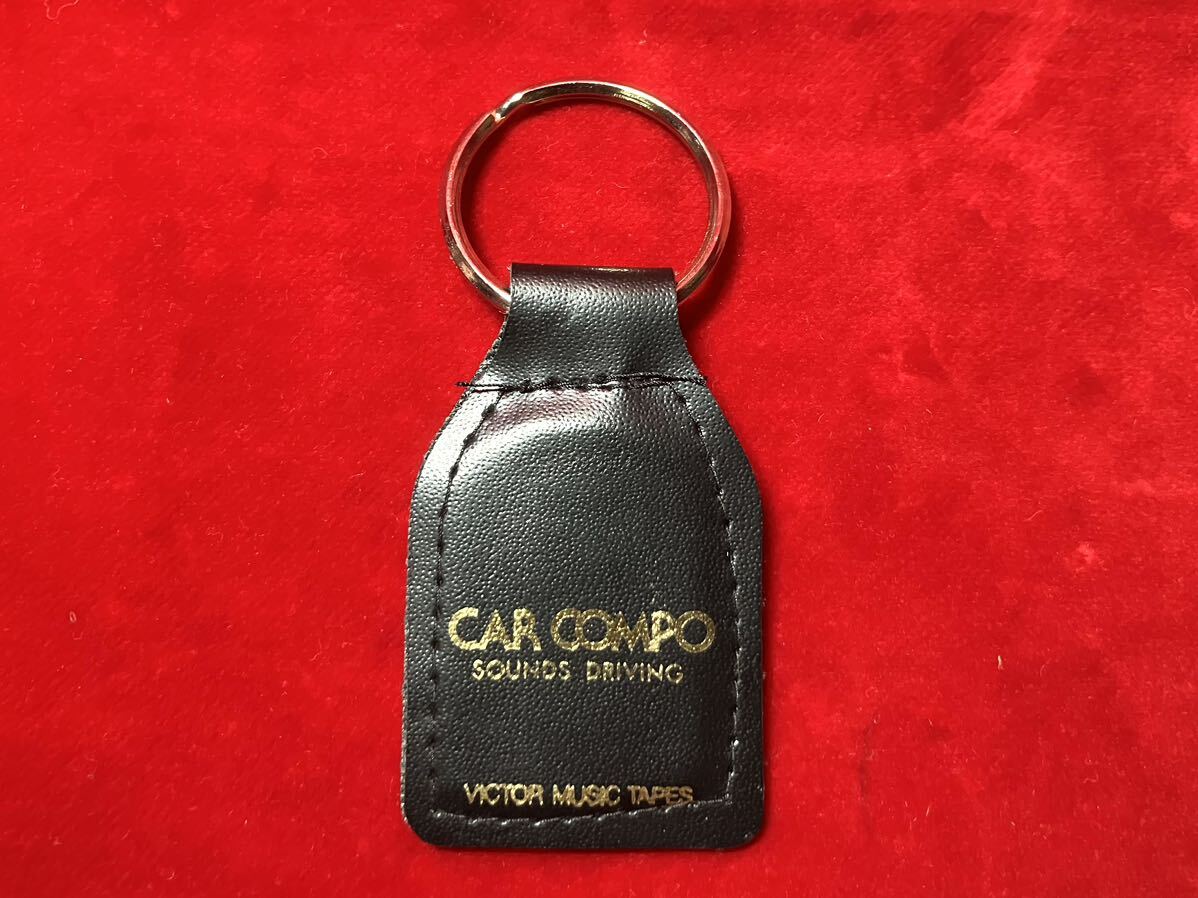 CAR COMPO
SOUNDS DRIVING
VICTOR MUSIC TAPES